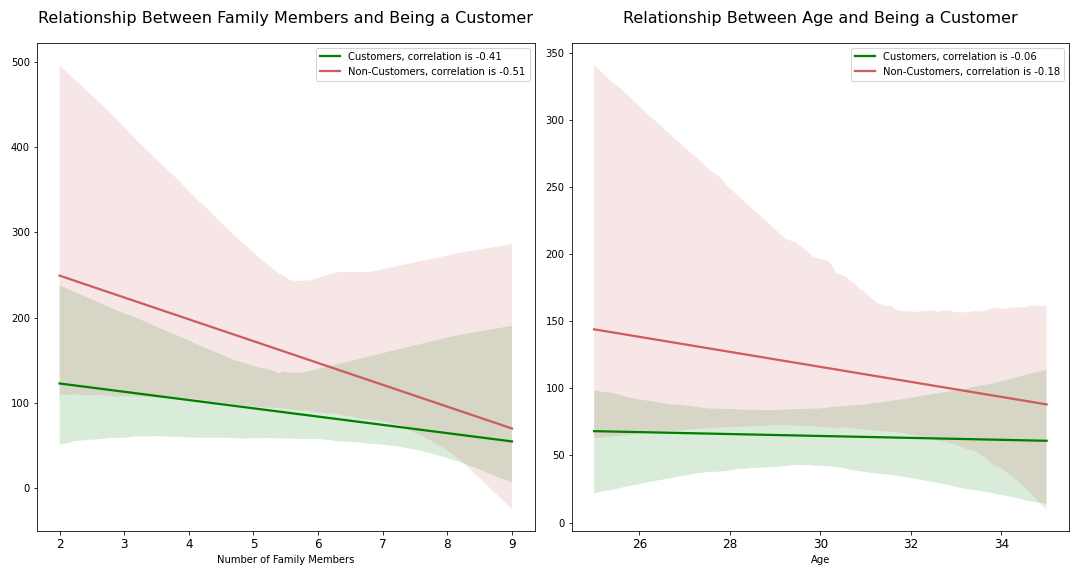 Relationship Between Family Members and Being a Customer
Customers, correlation is -0.41
Non-Customers, correlation is -0.51
500
400
300
200
100
0
2 3 4 5 6 7 8 9
Number of Family Members
Relationship Between Age and Being a Customer
Customers, correlation is -0.06
Non-Customers, correlation is -0.18
350
300
250
200
150
100
50
0
26 28 30 32 34
Age